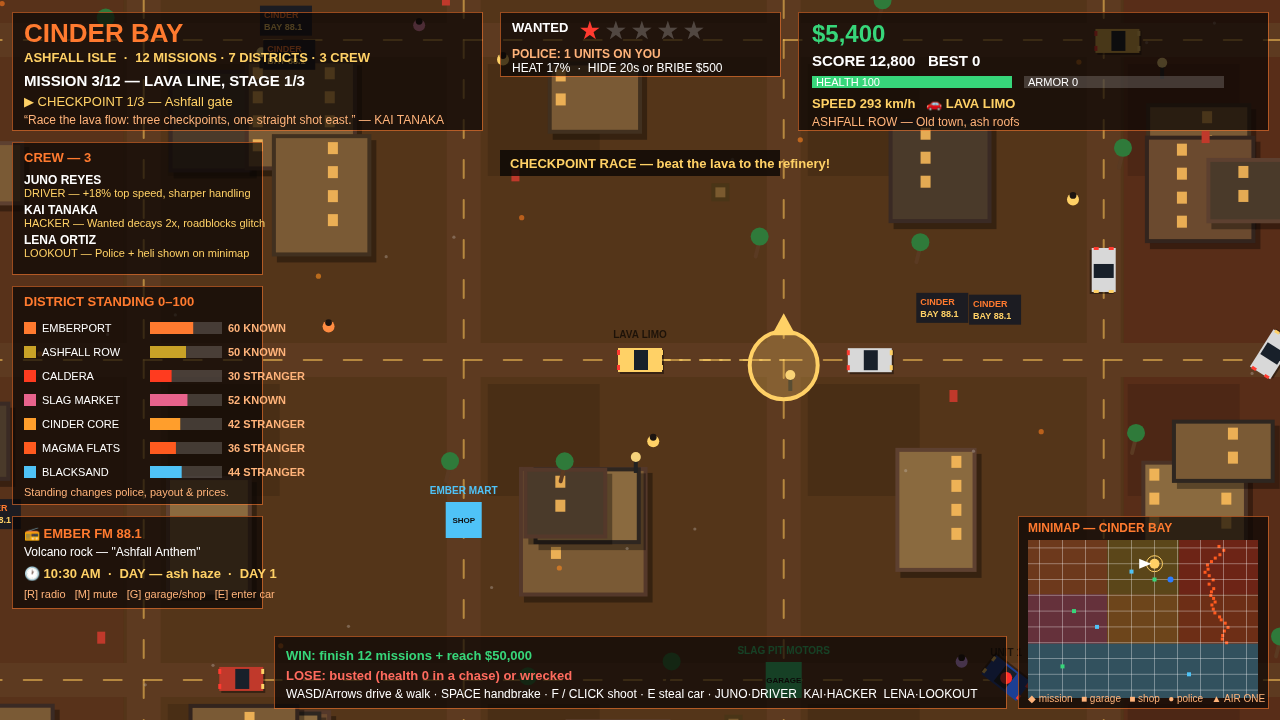 CINDER BAY
ASHFALL ISLE · 12 MISSIONS · 7 DISTRICTS · 3 CREW
MISSION 3/12 — LAVA LINE, STAGE 1/3
▶ CHECKPOINT 1/3 — Ashfall gate
“Race the lava flow: three checkpoints, one straight shot east.” — KAI TANAKA
CINDER
BAY 88.1
CINDER
WANTED ★★★★★
POLICE: 1 UNITS ON YOU
HEAT 17% · HIDE 20s or BRIBE $500
$5,400
SCORE 12,800 BEST 0
HEALTH 100
ARMOR 0
SPEED 293 km/h 🚗 LAVA LIMO
ASHFALL ROW — Old town, ash roofs
CHECKPOINT RACE — beat the lava to the refinery!
CREW — 3
JUNO REYES
DRIVER — +18% top speed, sharper handling
KAI TANAKA
HACKER — Wanted decays 2x, roadblocks glitch
LENA ORTIZ
LOOKOUT — Police + heli shown on minimap
DISTRICT STANDING 0–100
EMBERPORT 60 KNOWN
ASHFALL ROW 50 KNOWN
CALDERA 30 STRANGER
SLAG MARKET 52 KNOWN
CINDER CORE 42 STRANGER
MAGMA FLATS 36 STRANGER
BLACKSAND 44 STRANGER
Standing changes police, payout & prices.
LAVA LIMO
CINDER
BAY 88.1
CINDER
BAY 88.1
EMBER MART
SHOP
📻 EMBER FM 88.1
Volcano rock — "Ashfall Anthem"
🕐 10:30 AM · DAY — ash haze · DAY 1
[R] radio [M] mute [G] garage/shop [E] enter car
SLAG PIT MOTORS
GARAGE
WIN: finish 12 missions + reach $50,000
LOSE: busted (health 0 in a chase) or wrecked
WASD/Arrows drive & walk · SPACE handbrake · F / CLICK shoot · E steal car · JUNO·DRIVER KAI·HACKER LENA·LOOKOUT
MINIMAP — CINDER BAY
◆ mission ■ garage ■ shop ● police ▲ AIR ONE